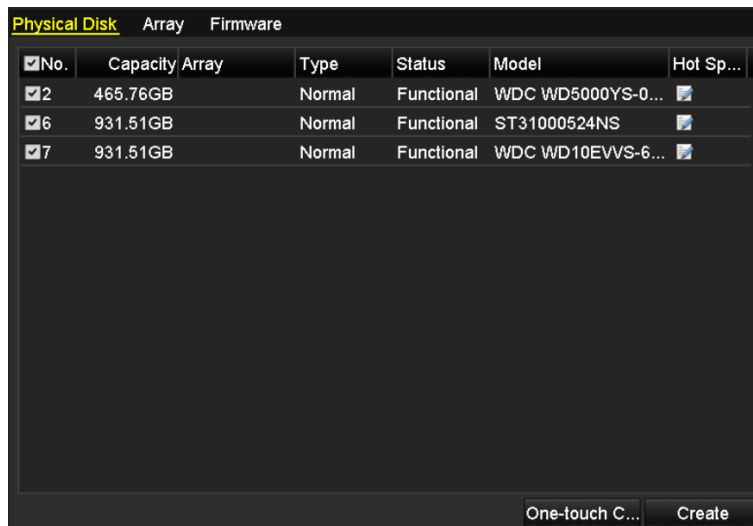 Physical Disk Array Firmware
No. Capacity Array Type Status Model Hot Sp...
2 465.76GB Normal Functional WDC WD5000YS-0...
6 931.51GB Normal Functional ST31000524NS
7 931.51GB Normal Functional WDC WD10EVVS-6...
One-touch C... Create